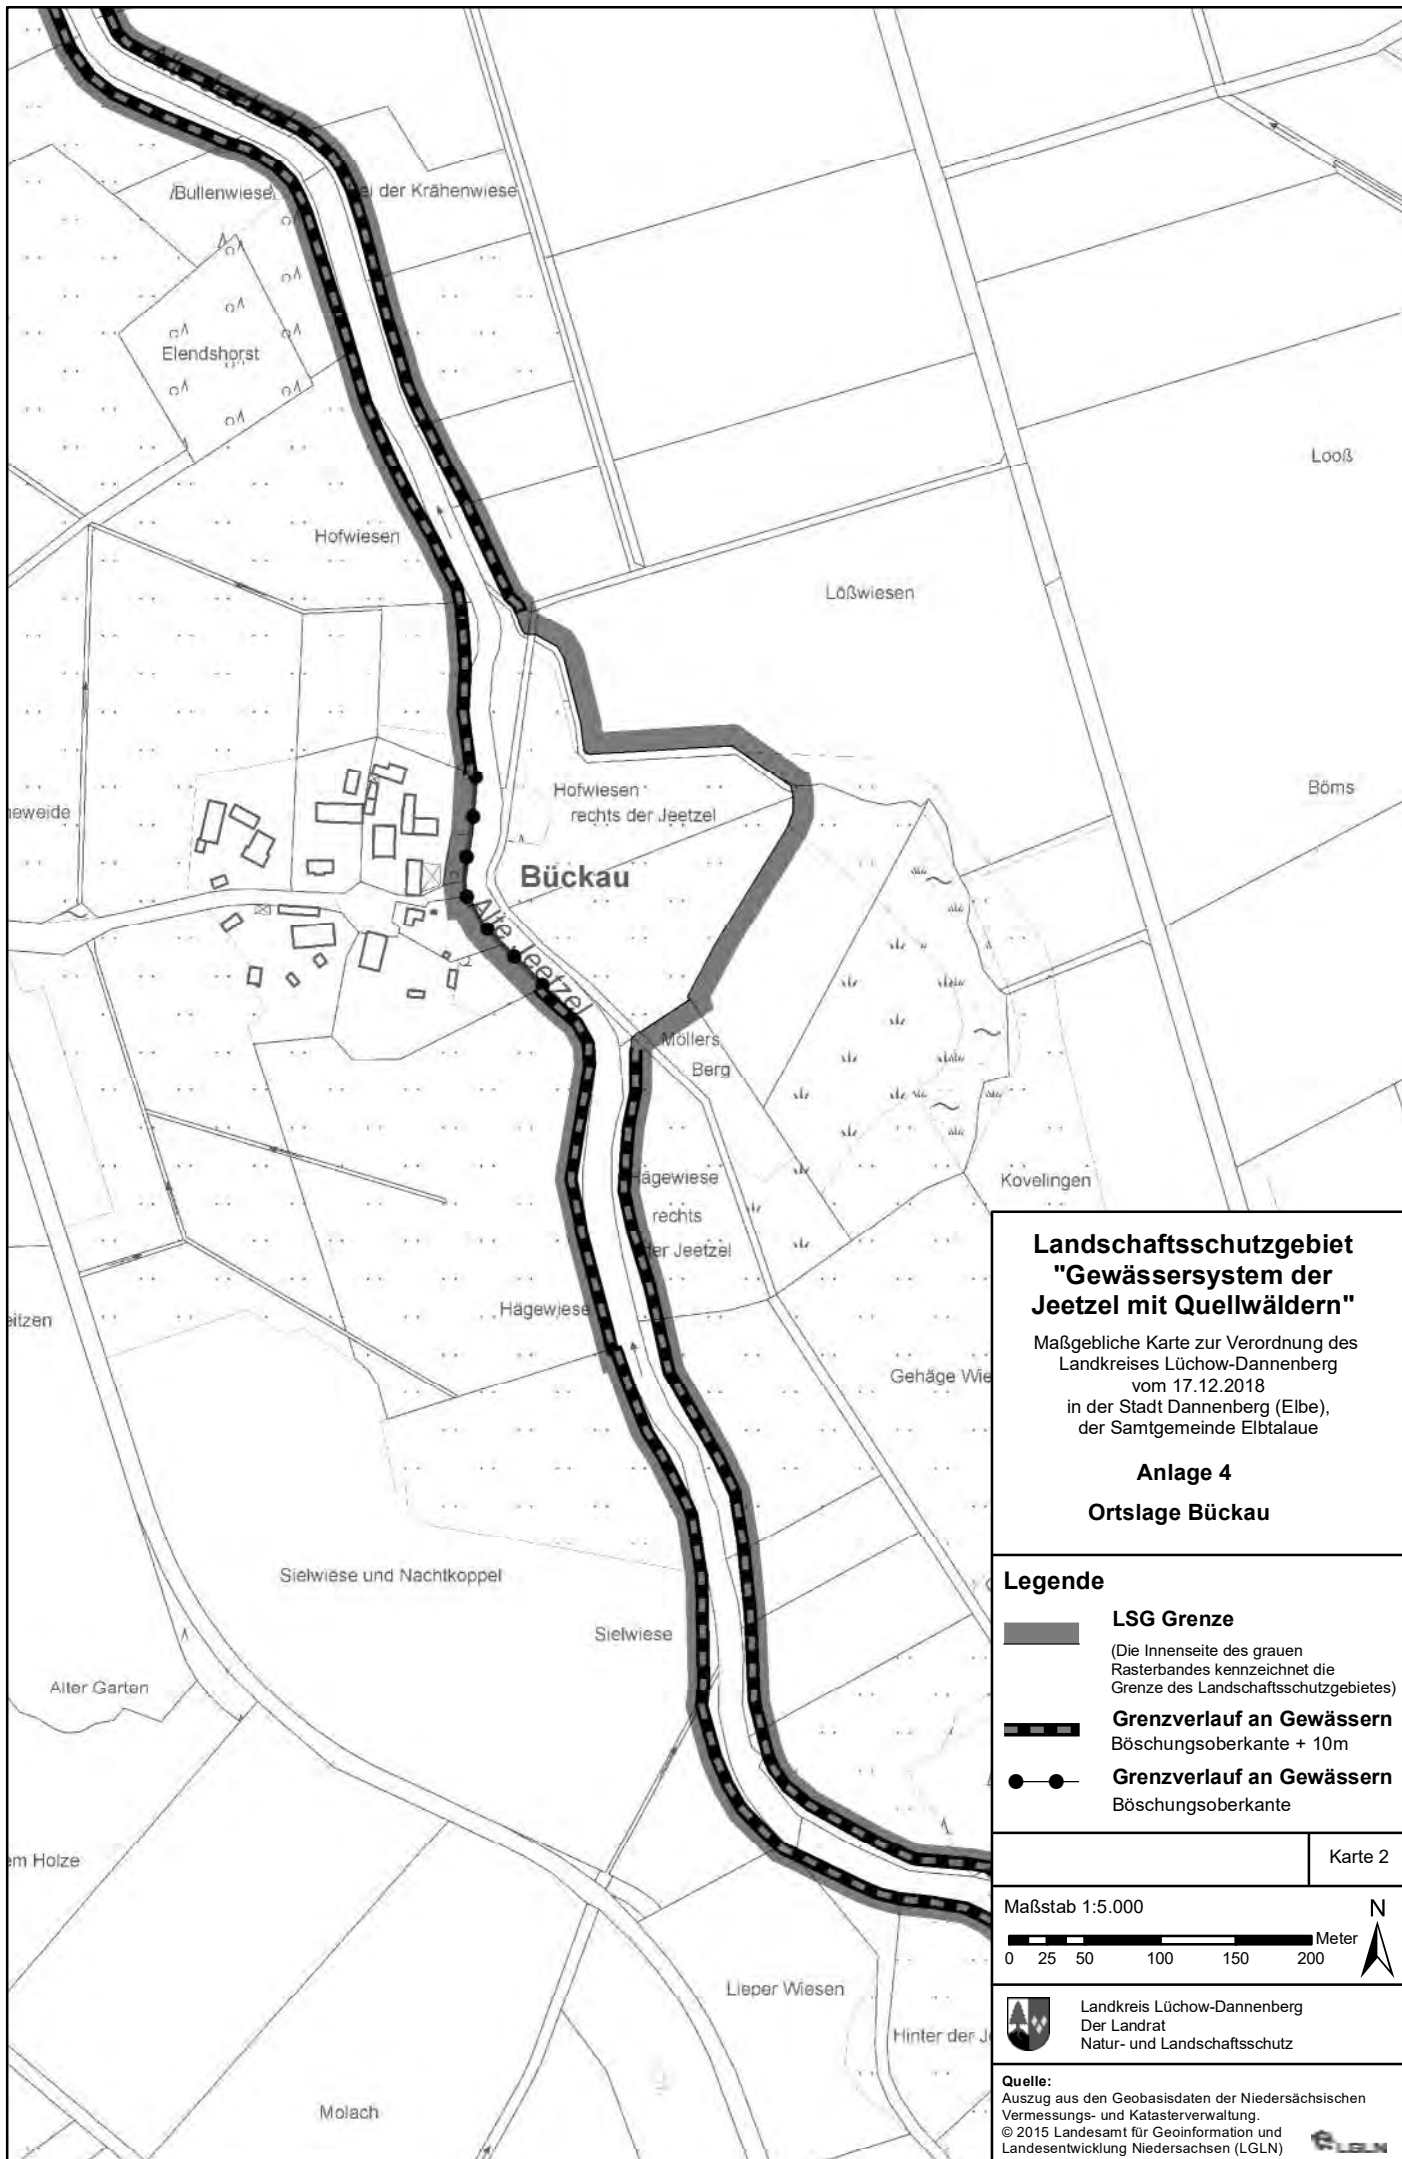 Bullenwiese
der Krähenwiese
Elendshorst
Looß
Hofwiesen
Lößwiesen
Hofwiesen
rechts der Jeetzel
Böms
eweide
Bückau
Alte Jeetzel
Möllers
Berg
Hägewiese
rechts
der Jeetzel
Kovelingen
Hägewiese
eitzen
Gehäge Wie
Sielwiese und Nachtkoppel
Sielwiese
Alter Garten
em Holze
Lieper Wiesen
Hinter der J
Molach
Landschaftsschutzgebiet
"Gewässersystem der
Jeetzel mit Quellwäldern"
Maßgebliche Karte zur Verordnung des
Landkreises Lüchow-Dannenberg
vom 17.12.2018
in der Stadt Dannenberg (Elbe),
der Samtgemeinde Elbtalaue
Anlage 4
Ortslage Bückau
Legende
LSG Grenze
(Die Innenseite des grauen
Rasterbandes kennzeichnet die
Grenze des Landschaftsschutzgebietes)
Grenzverlauf an Gewässern
Böschungsoberkante + 10m
Grenzverlauf an Gewässern
Böschungsoberkante
Karte 2
Maßstab 1:5.000
N
Meter
0 25 50 100 150 200
Landkreis Lüchow-Dannenberg
Der Landrat
Natur- und Landschaftsschutz
Quelle:
Auszug aus den Geobasisdaten der Niedersächsischen
Vermessungs- und Katasterverwaltung.
© 2015 Landesamt für Geoinformation und
Landesentwicklung Niedersachsen (LGLN)
LGLN